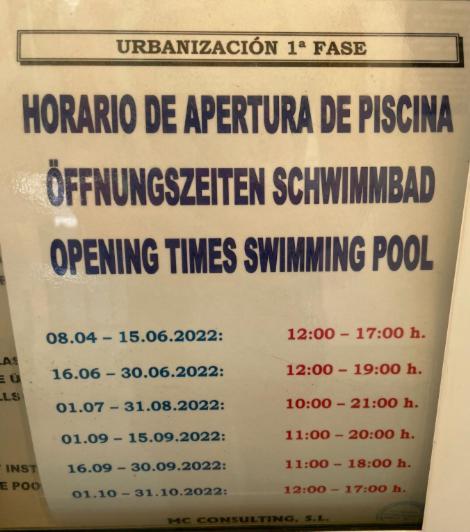 URBANIZACIÓN 1ª FASE
HORARIO DE APERTURA DE PISCINA
ÖFFNUNGSZEITEN SCHWIMMBAD
OPENING TIMES SWIMMING POOL
08.04 – 15.06.2022: 12:00 – 17:00 h.
16.06 – 30.06.2022: 12:00 – 19:00 h.
01.07 – 31.08.2022: 10:00 – 21:00 h.
01.09 – 15.09.2022: 11:00 – 20:00 h.
16.09 – 30.09.2022: 11:00 – 18:00 h.
01.10 – 31.10.2022: 12:00 – 17:00 h.
MC CONSULTING, S.L.